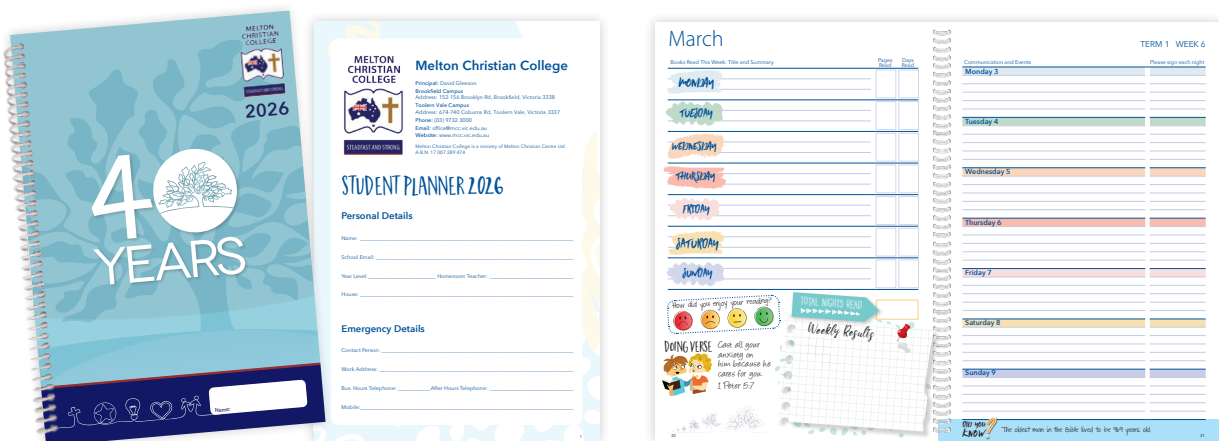 MELTON
CHRISTIAN
COLLEGE
STEADFAST AND STRONG
2026
40
YEARS
Name:
MELTON
CHRISTIAN
COLLEGE
STEADFAST AND STRONG
Melton Christian College
Principal: David Gleeson
Brookfield Campus
Address: 152-156 Brooklyn Rd, Brookfield, Victoria 3338
Toolern Vale Campus
Address: 674-740 Coburns Rd, Toolern Vale, Victoria 3337
Phone: (03) 9732 3000
Email: office@mcc.vic.edu.au
Website: www.mcc.vic.edu.au
Melton Christian College is a ministry of Melton Christian Centre Ltd
A.B.N. 17 007 289 474
STUDENT PLANNER 2026
Personal Details
Name:
School Email:
Year Level: Homeroom Teacher:
House:
Emergency Details
Contact Person:
Work Address:
Bus. Hours Telephone: After Hours Telephone:
Mobile:
March
Books Read This Week: Title and Summary
Pages Read
Days Read
MONDAY
TUESDAY
WEDNESDAY
THURSDAY
FRIDAY
SATURDAY
SUNDAY
How did you enjoy your reading?
TOTAL NIGHTS READ
Weekly Results
DOING VERSE
Cast all your
anxiety on
him because he
cares for you.
1 Peter 5:7
TERM 1 WEEK 6
Communication and Events Please sign each night
Monday 3
Tuesday 4
Wednesday 5
Thursday 6
Friday 7
Saturday 8
Sunday 9
DID YOU
KNOW?
The oldest man in the Bible lived to be 969 years old.